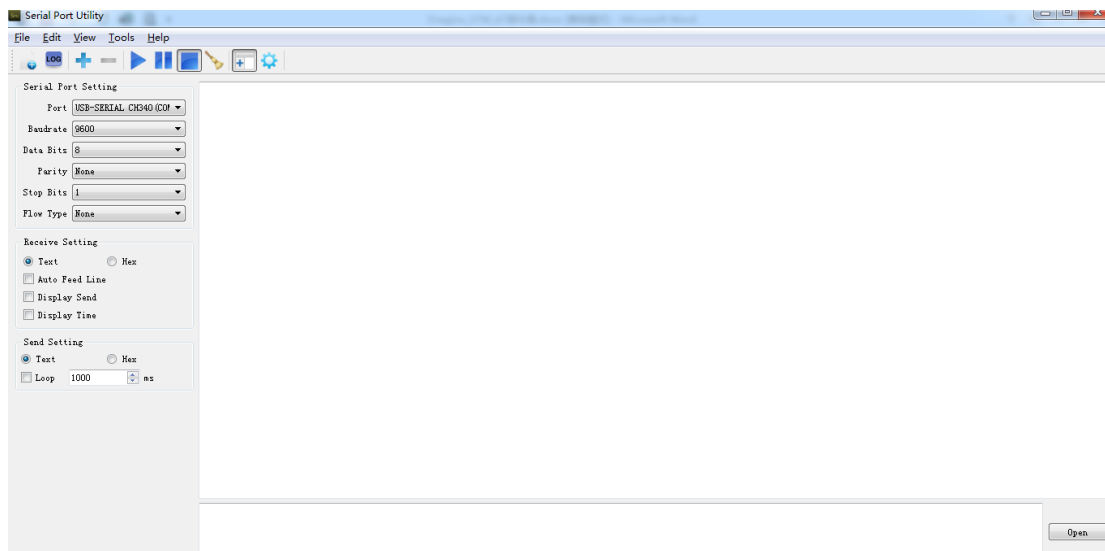 Serial Port Utility
File Edit View Tools Help
LOG
Serial Port Setting
Port USB-SERIAL CH340 (CO
Baudrate 9600
Data Bits 8
Parity None
Stop Bits 1
Flow Type None
Receive Setting
Text Hex
Auto Feed Line
Display Send
Display Time
Send Setting
Text Hex
Loop 1000 ms
Open